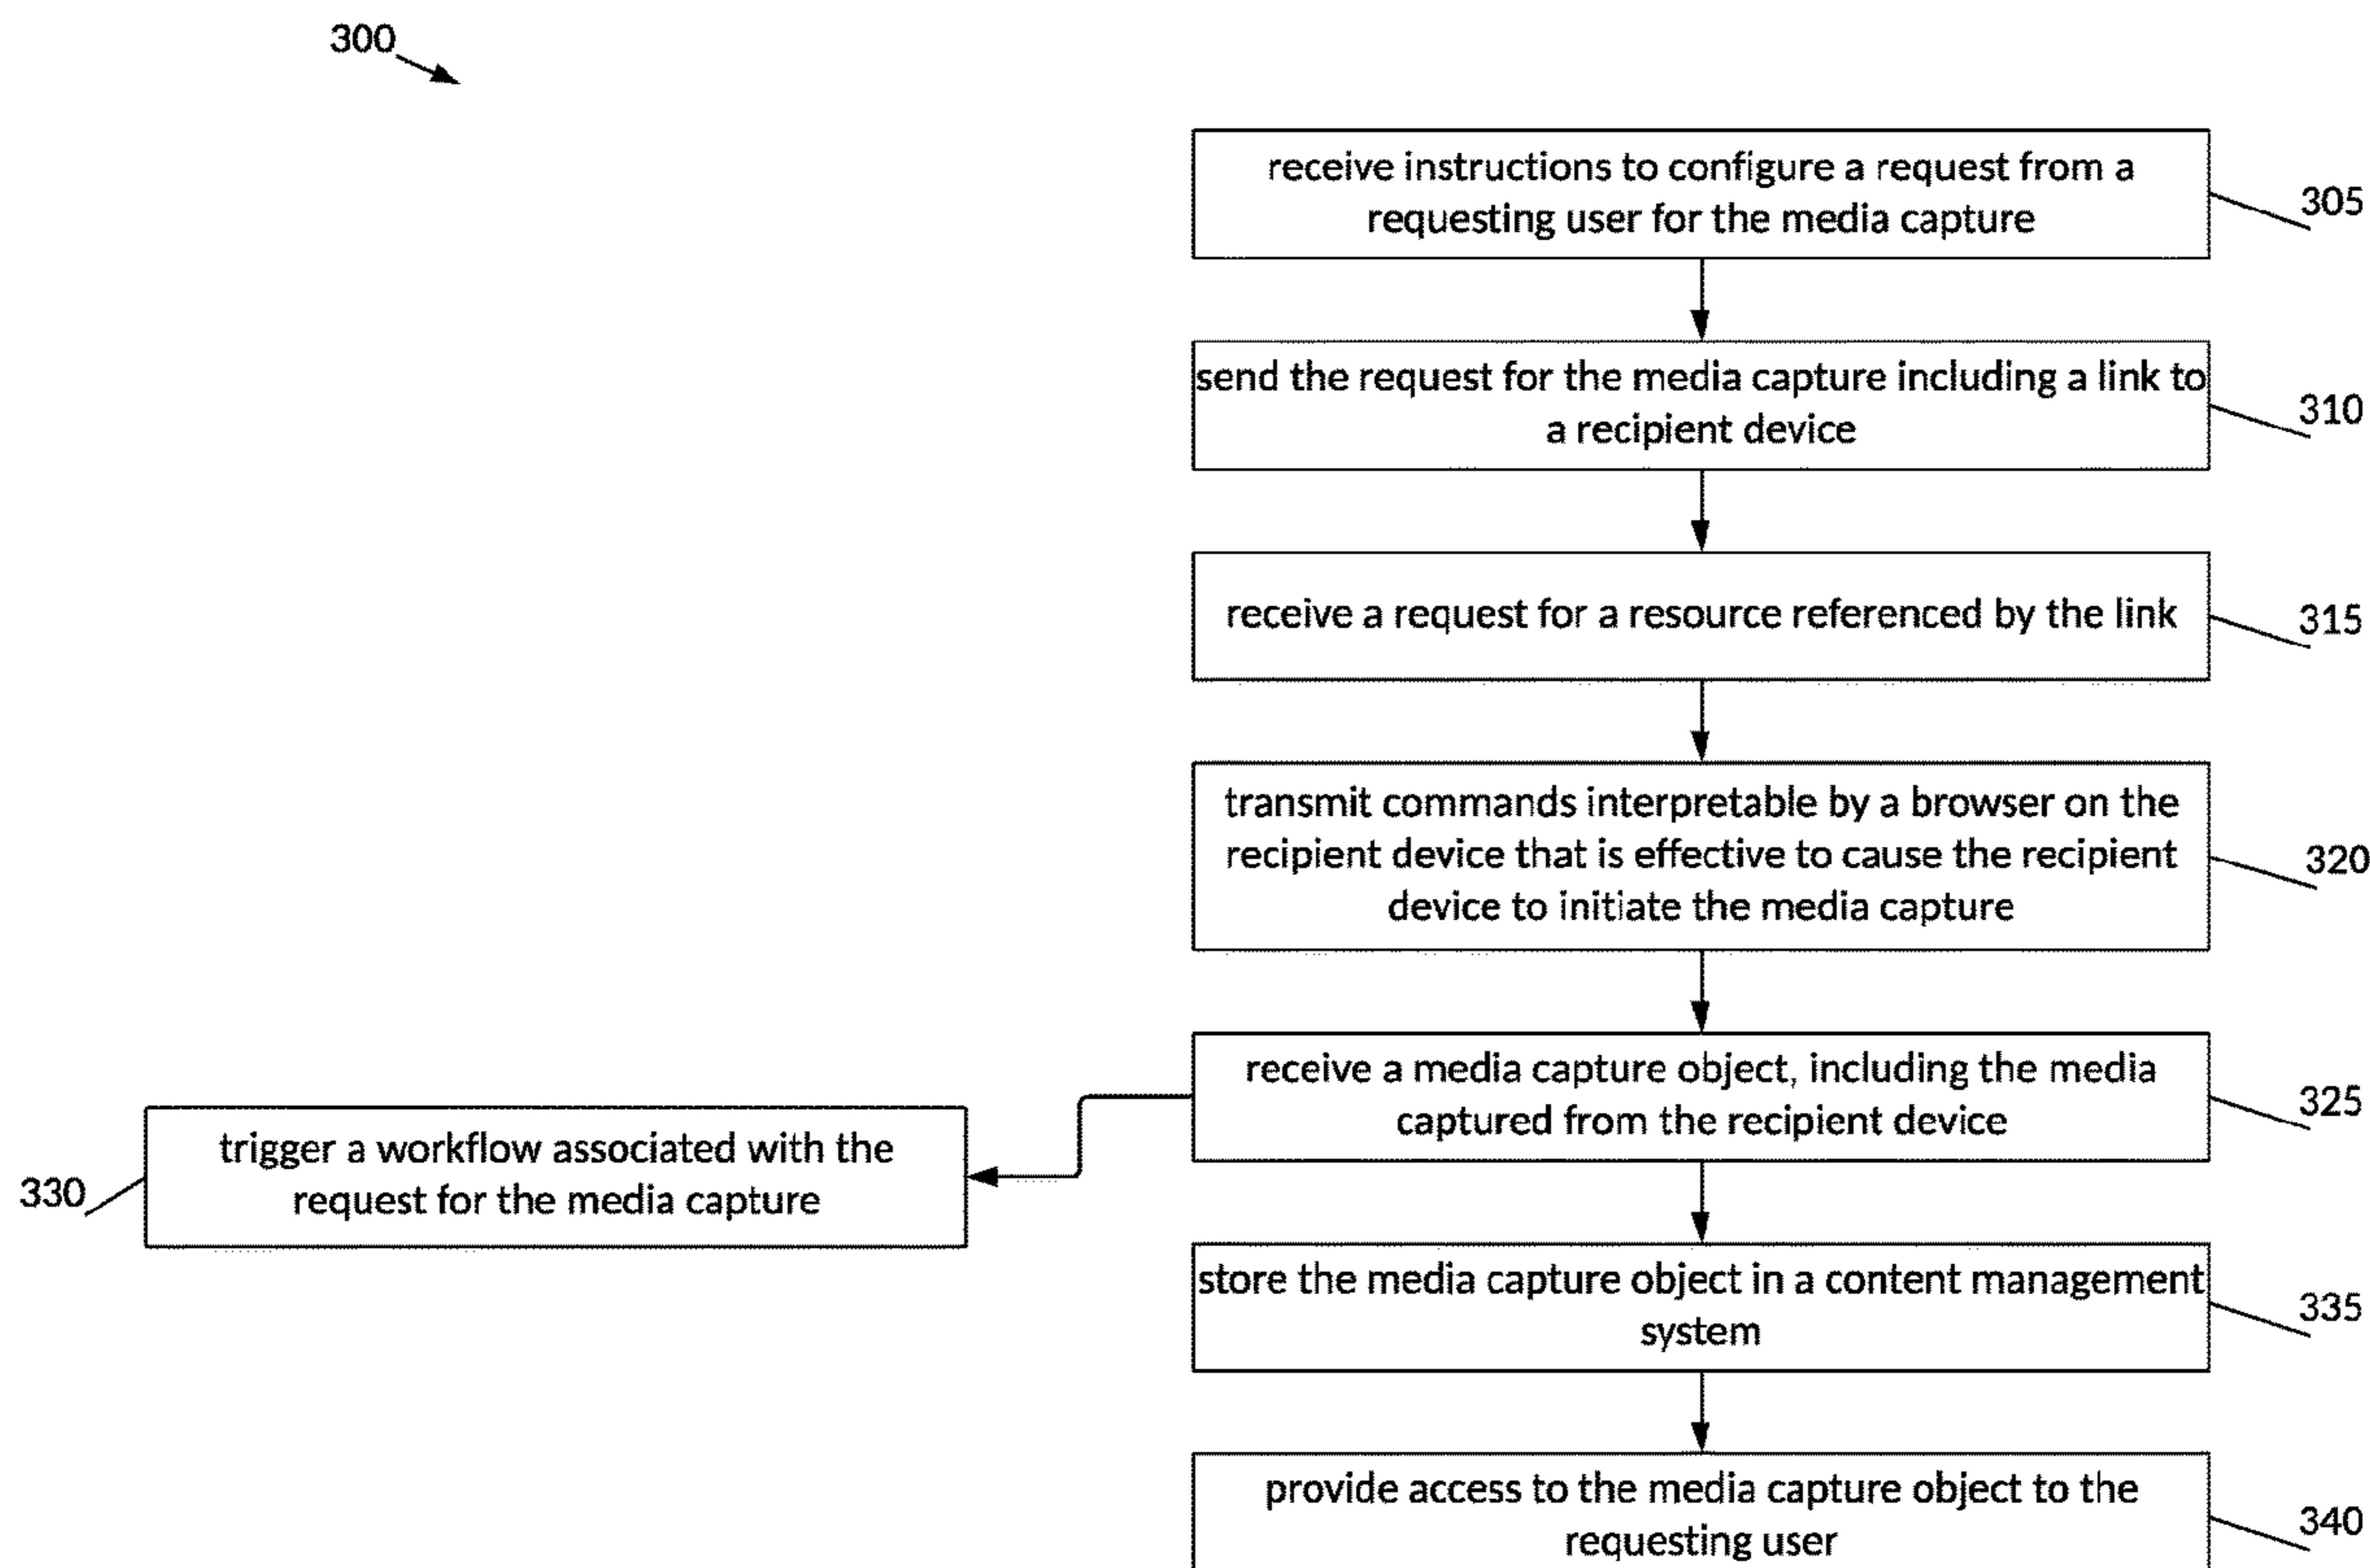 300
receive instructions to configure a request from a
requesting user for the media capture
305
send the request for the media capture including a link to
a recipient device
310
receive a request for a resource referenced by the link
315
transmit commands interpretable by a browser on the
recipient device that is effective to cause the recipient
device to initiate the media capture
320
receive a media capture object, including the media
captured from the recipient device
325
trigger a workflow associated with the
request for the media capture
330
store the media capture object in a content management
system
335
provide access to the media capture object to the
requesting user
340